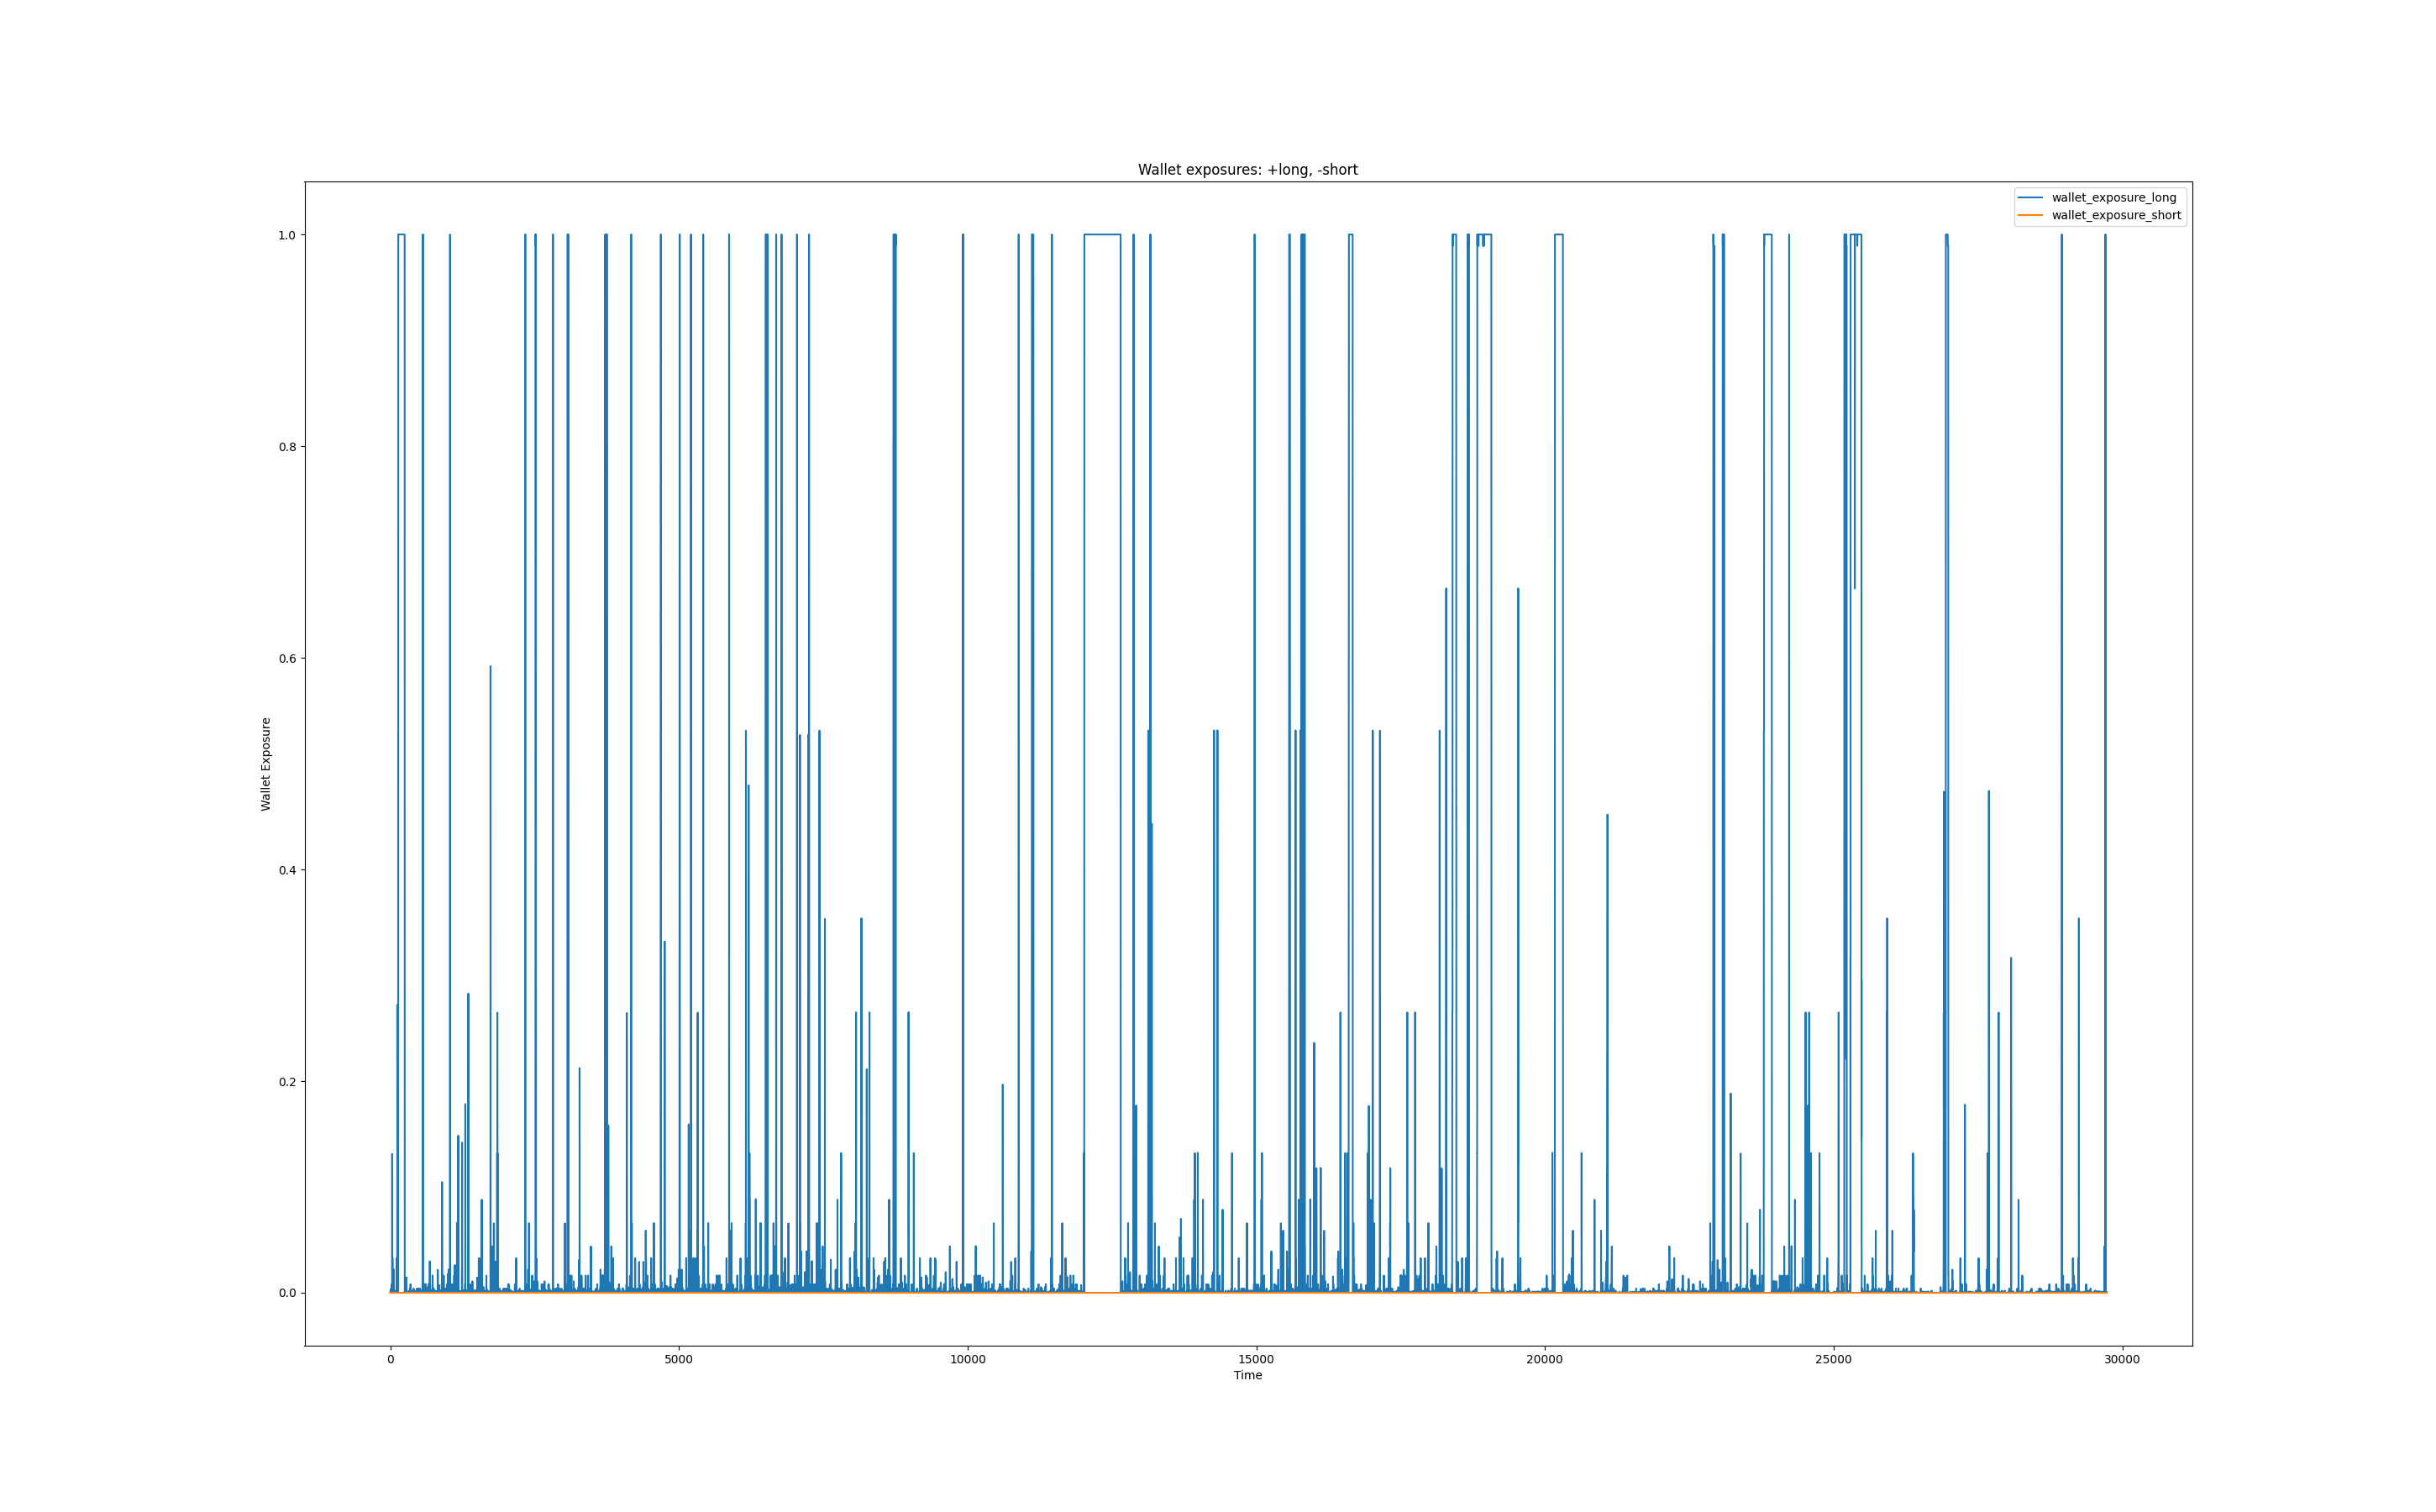 Wallet exposures: +long, -short
wallet_exposure_long
wallet_exposure_short
1.0
0.8
0.6
0.4
0.2
0.0
Wallet Exposure
0 5000 10000 15000 20000 25000 30000
Time